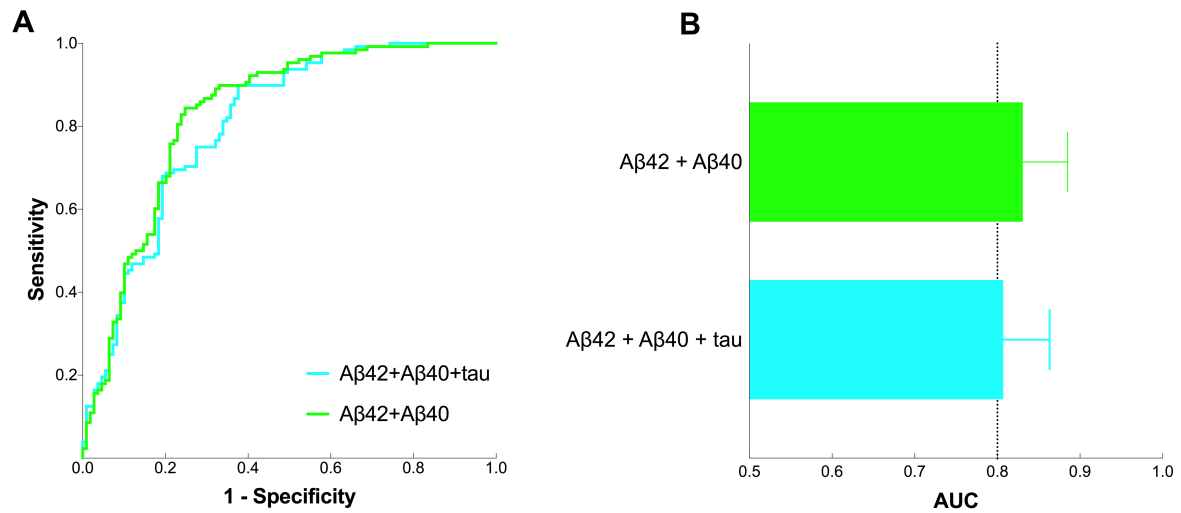 A
1.0
0.8
0.6
0.4
0.2
Sensitivity
Aβ42+Aβ40+tau
Aβ42+Aβ40
0.0 0.2 0.4 0.6 0.8 1.0
1 - Specificity
B
Aβ42 + Aβ40
Aβ42 + Aβ40 + tau
0.5 0.6 0.7 0.8 0.9 1.0
AUC